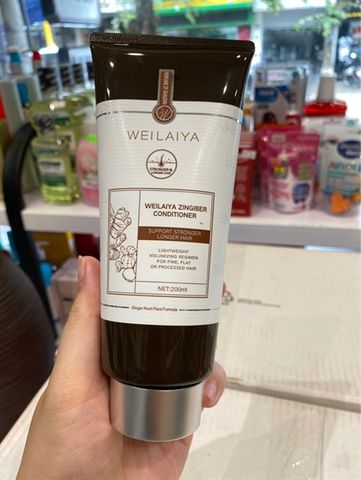 WEILAIYA
STRONGER &
LONGER HAIR
WEILAIYA ZINGIBER
CONDITIONER
SUPPORT STRONGER
LONGER HAIR
LIGHTWEIGHT
VOLUMIZING REGIMEN
FOR FINE, FLAT
OR PROCESSED HAIR
NET:200ml
Ginger Root Plant Formula